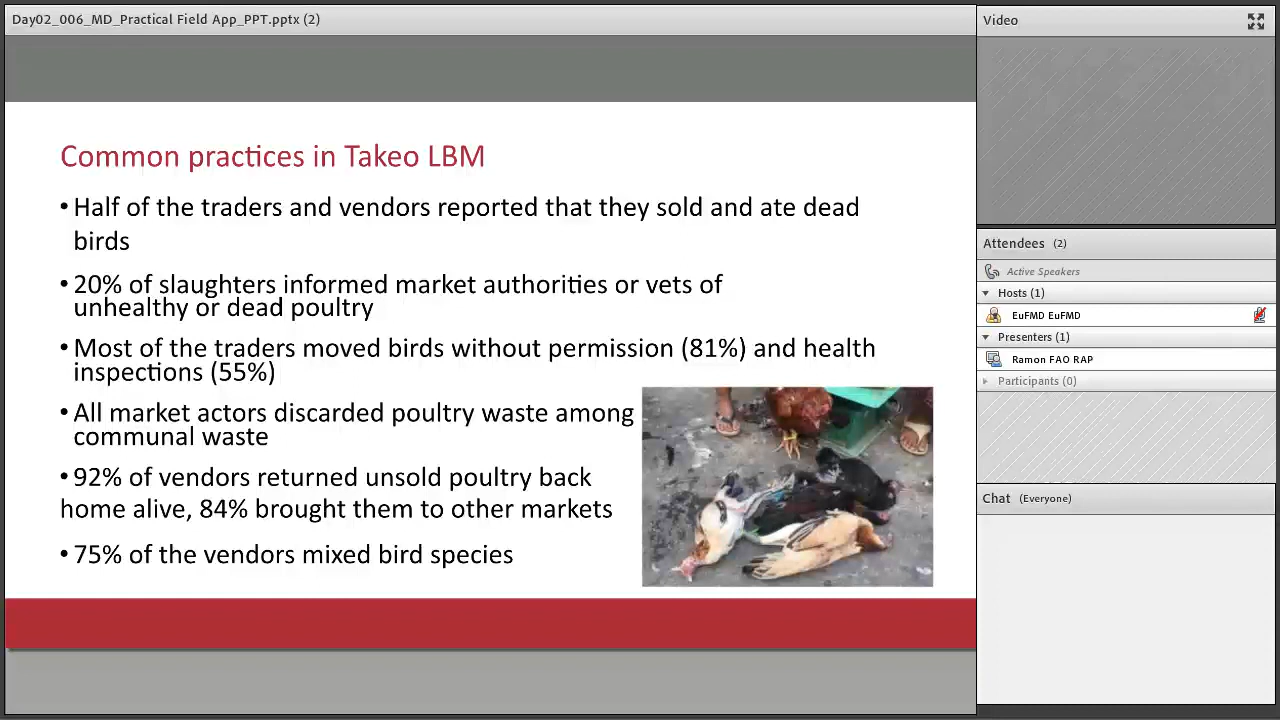 Day02_006_MD_Practical Field App_PPT.pptx (2)
Common practices in Takeo LBM
• Half of the traders and vendors reported that they sold and ate dead
birds
• 20% of slaughters informed market authorities or vets of
unhealthy or dead poultry
• Most of the traders moved birds without permission (81%) and health
inspections (55%)
• All market actors discarded poultry waste among
communal waste
• 92% of vendors returned unsold poultry back
home alive, 84% brought them to other markets
• 75% of the vendors mixed bird species
Video
Attendees (2)
Active Speakers
Hosts (1)
EuFMD EuFMD
Presenters (1)
Ramon FAO RAP
Participants (0)
Chat (Everyone)